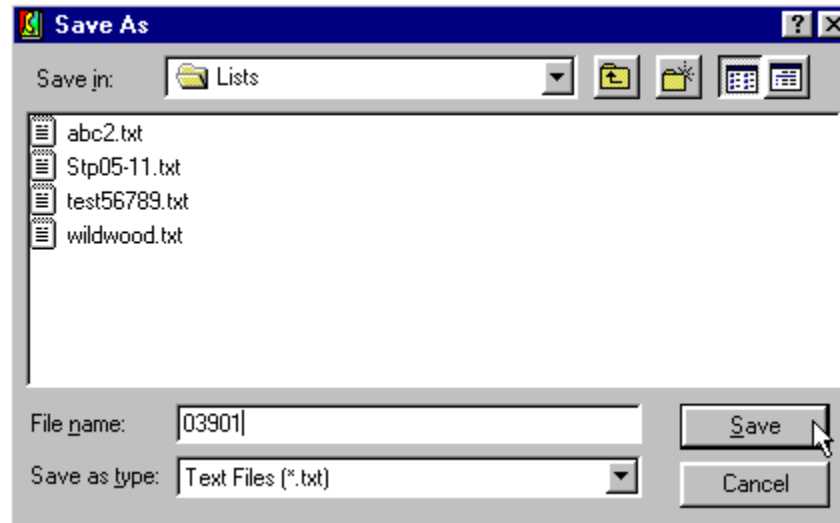 Save As
Save in: Lists
abc2.txt
Stp05-11.txt
test56789.txt
wildwood.txt
File name: 03901 Save
Save as type: Text Files (*.txt) Cancel